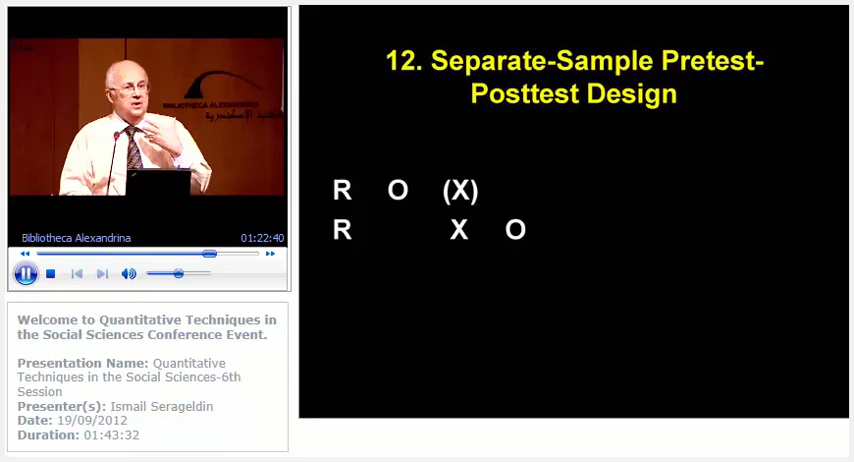 BIBLIOTHECA ALEXANDRINA
Bibliotheca Alexandrina 01:22:40
Welcome to Quantitative Techniques in
the Social Sciences Conference Event.
Presentation Name: Quantitative
Techniques in the Social Sciences-6th
Session
Presenter(s): Ismail Serageldin
Date: 19/09/2012
Duration: 01:43:32
12. Separate-Sample Pretest-
Posttest Design
R O (X)
R X O